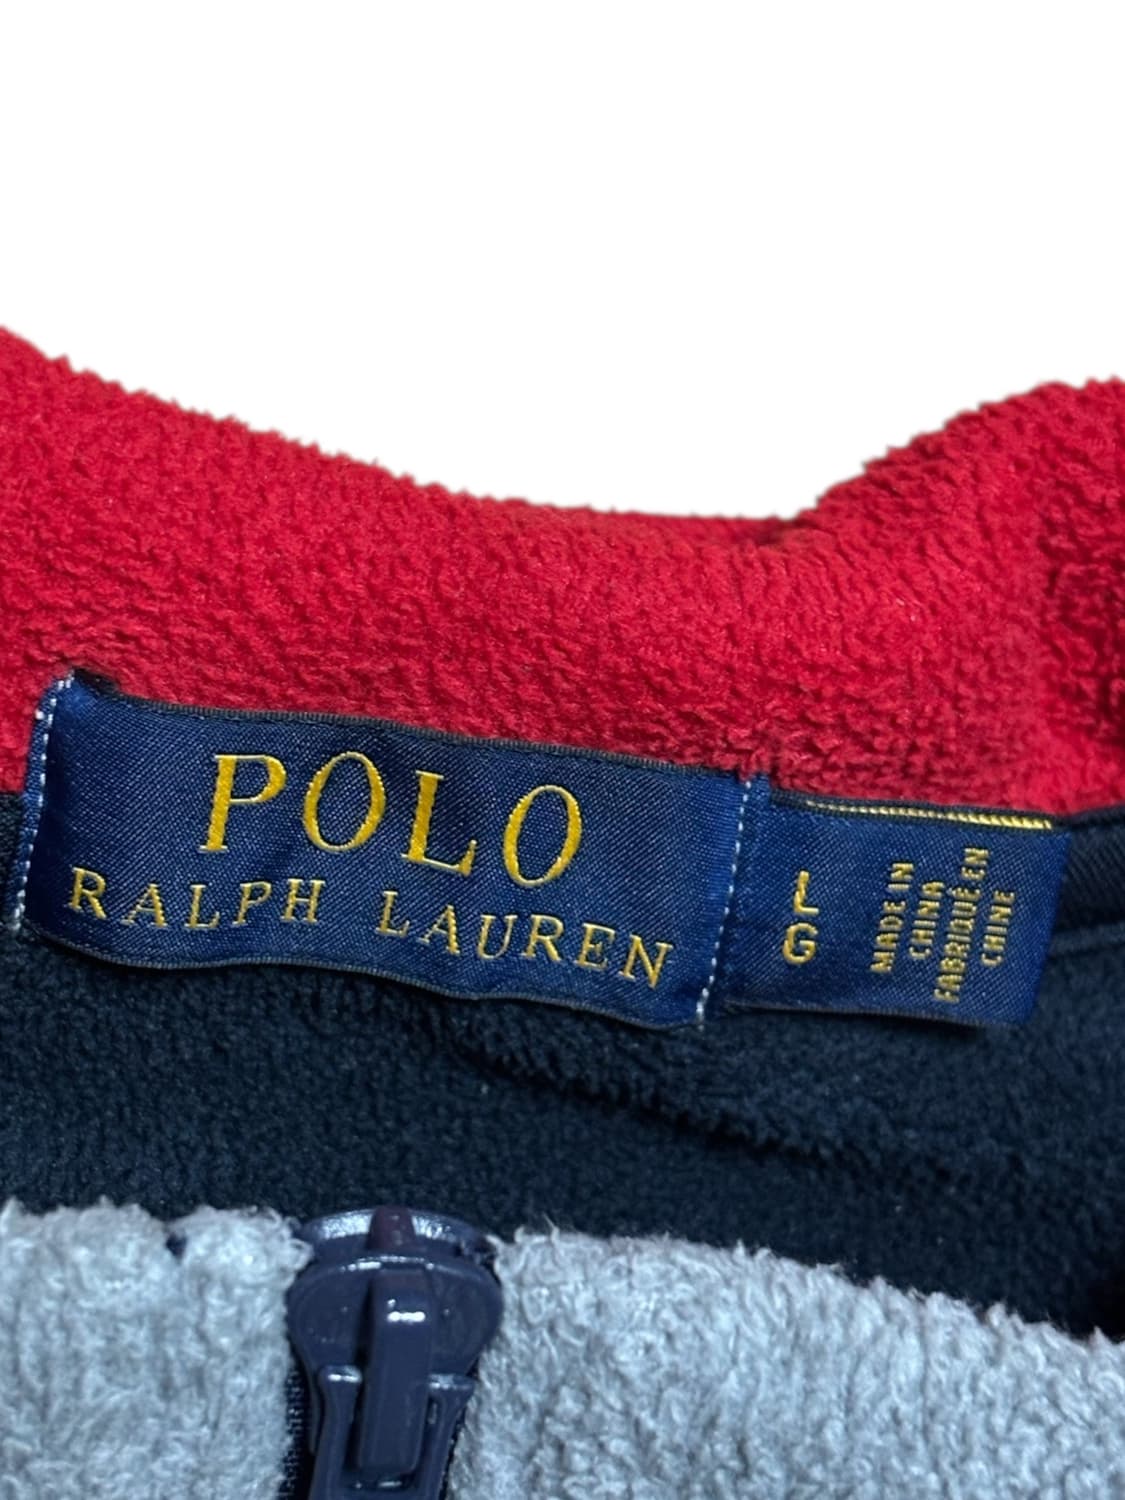 POLO
RALPH LAUREN
L
G
MADE IN
CHINA
FABRIQUÉ EN
CHINE